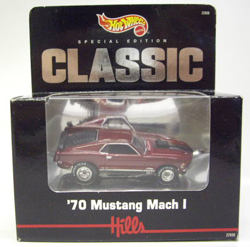 Hot Wheels
SPECIAL EDITION
CLASSIC
'70 Mustang Mach I
Hills